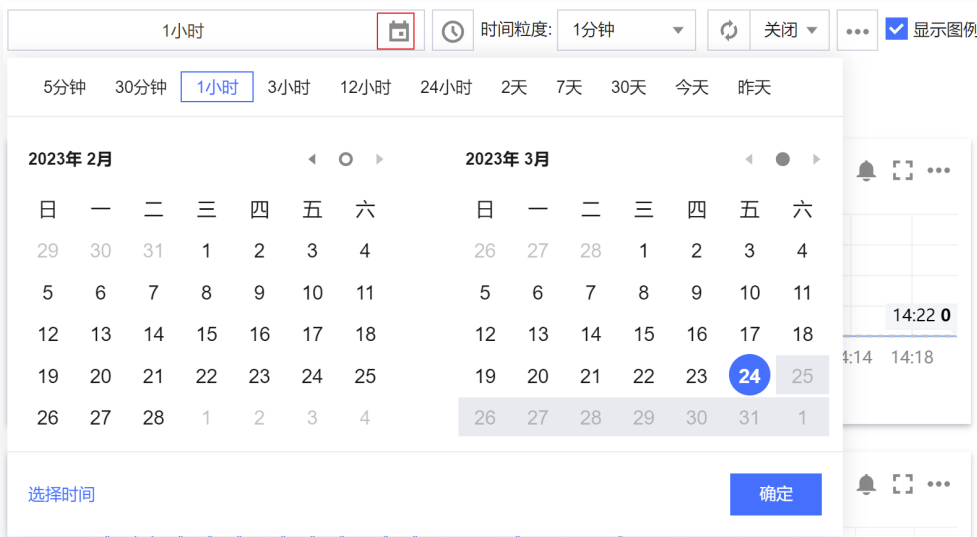 1小时 时间粒度: 1分钟 关闭 显示图例
5分钟 30分钟 1小时 3小时 12小时 24小时 2天 7天 30天 今天 昨天
2023年 2月 2023年 3月
日 一 二 三 四 五 六 日 一 二 三 四 五 六
29 30 31 1 2 3 4 26 27 28 1 2 3 4
5 6 7 8 9 10 11 5 6 7 8 9 10 11
12 13 14 15 16 17 18 12 13 14 15 16 17 18
14:22 0
4:14 14:18
19 20 21 22 23 24 25 19 20 21 22 23 24 25
26 27 28 1 2 3 4 26 27 28 29 30 31 1
选择时间 确定